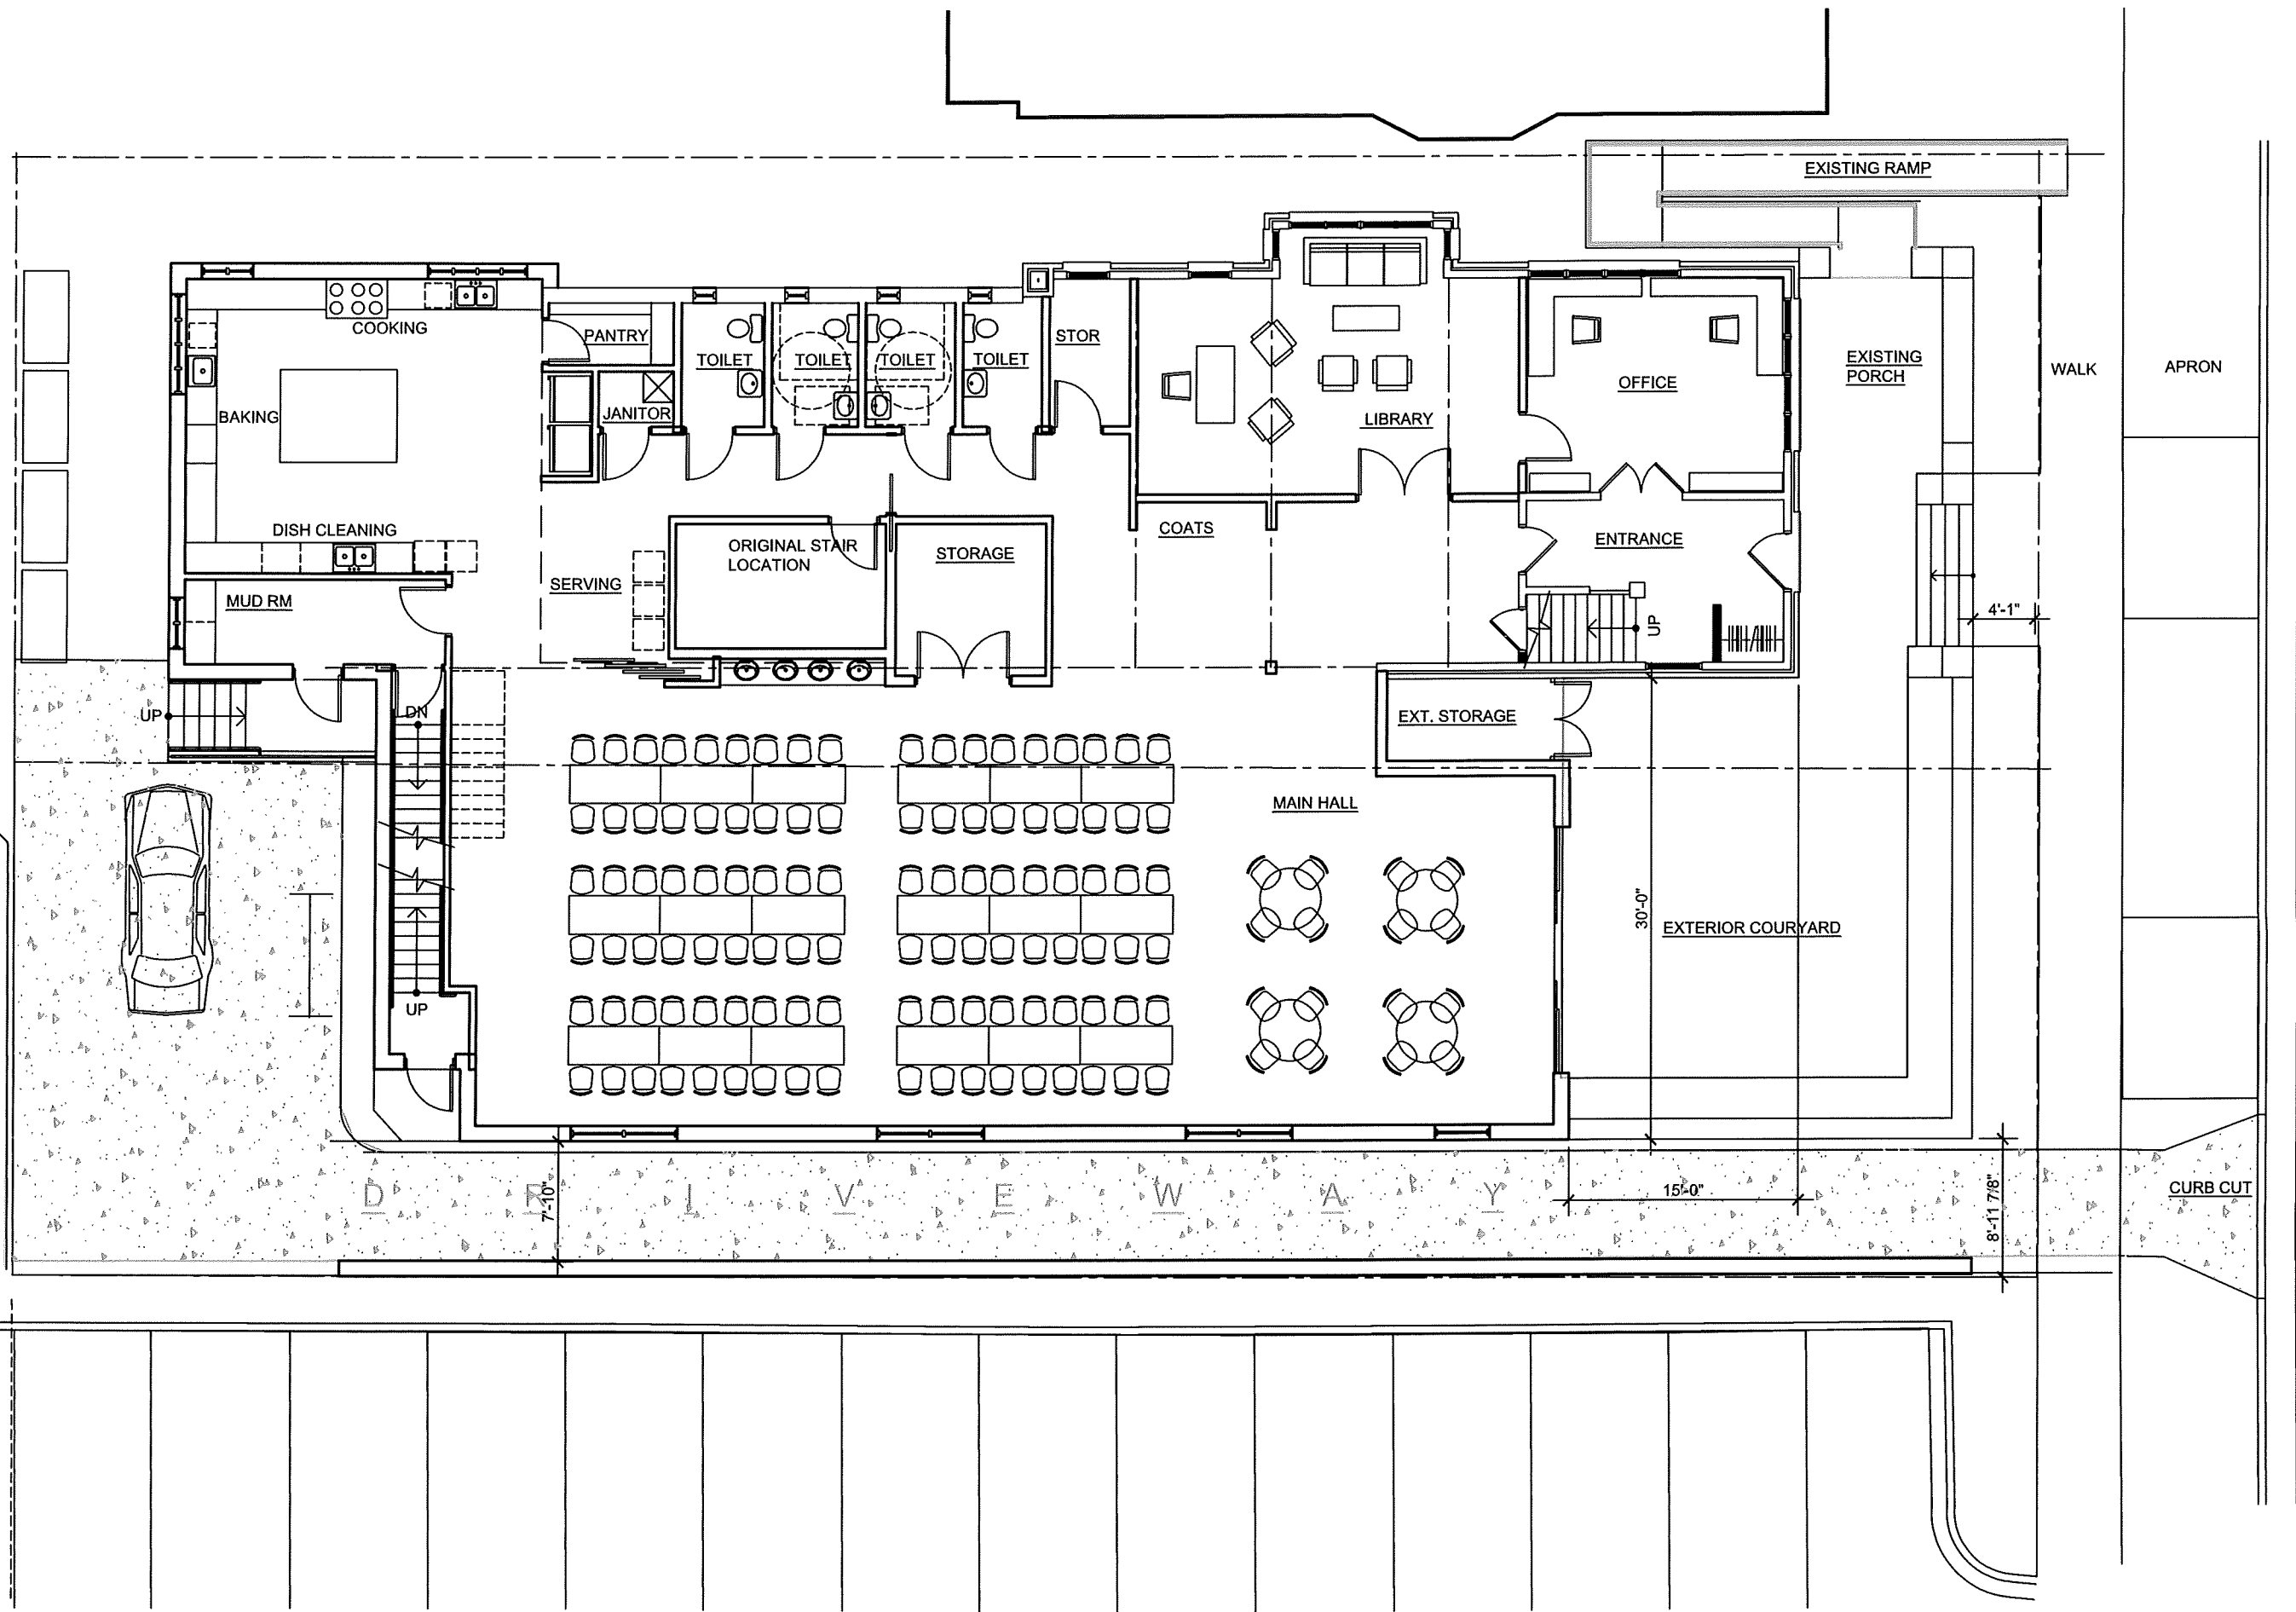 EXISTING RAMP
COOKING
PANTRY
STOR
TOILET
TOILET
TOILET
TOILET
EXISTING
PORCH
WALK
APRON
OFFICE
JANITOR
BAKING
LIBRARY
DISH CLEANING
COATS
ENTRANCE
ORIGINAL STAIR
LOCATION
STORAGE
SERVING
MUD RM
UP
4'-1"
UP
DN
EXT. STORAGE
MAIN HALL
30'-0"
EXTERIOR COURYARD
UP
D R I V E W A Y
7'-10"
15'-0"
8'-11 7/8"
CURB CUT